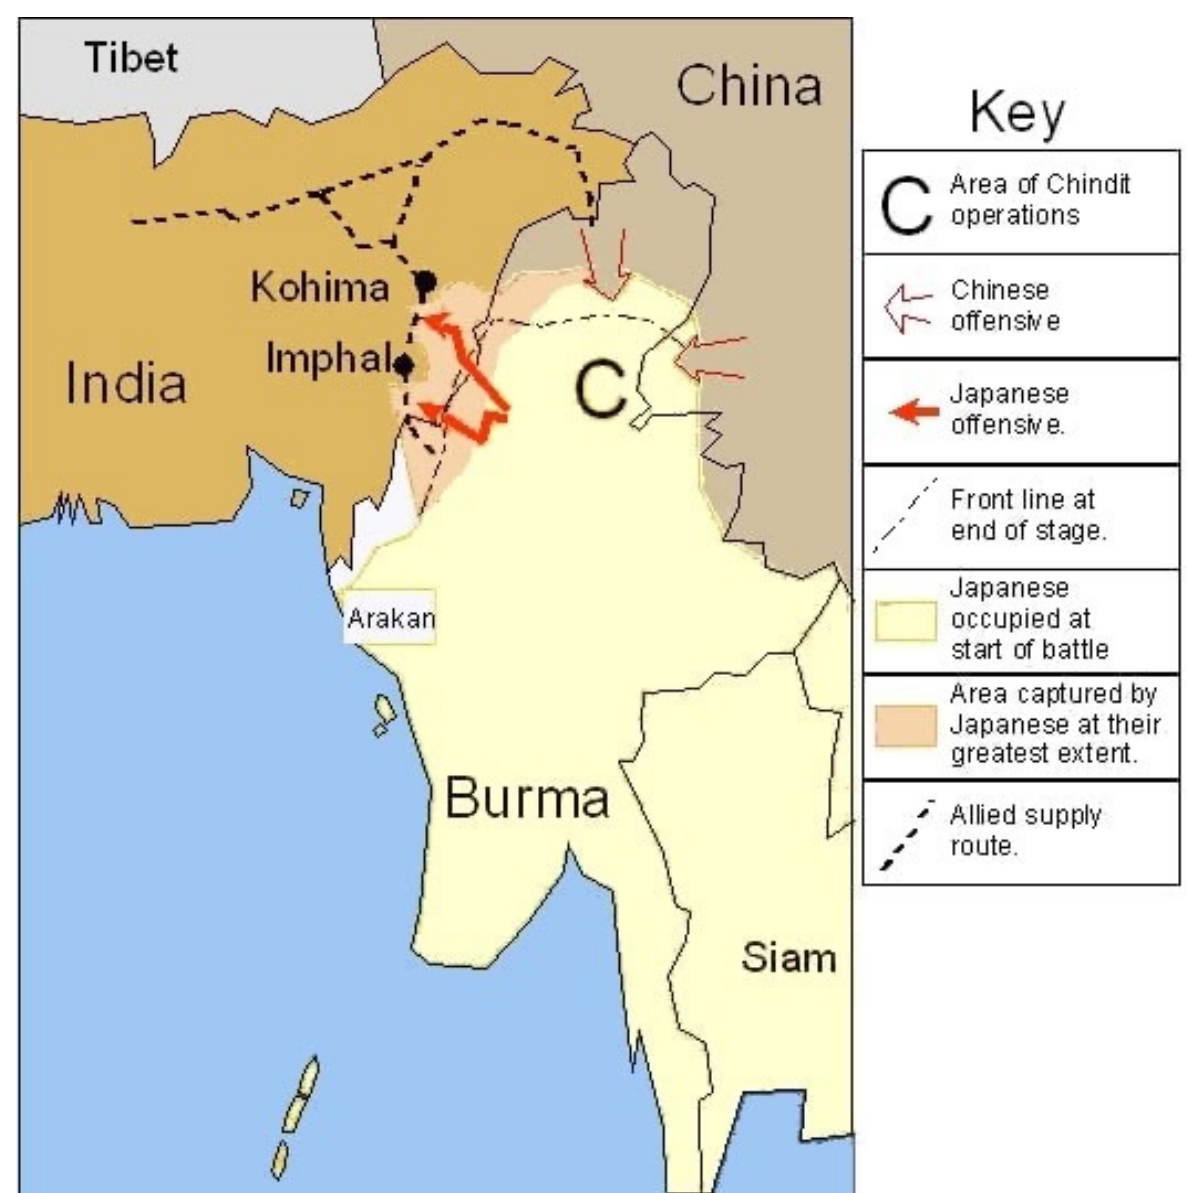 Tibet
China
Kohima
Imphal
India
C
Arakan
Burma
Siam
Key
C
Area of Chindit
operations
Chinese
offensive
Japanese
offensive.
Front line at
end of stage.
Japanese
occupied at
start of battle
Area captured by
Japanese at their
greatest extent.
Allied supply
route.